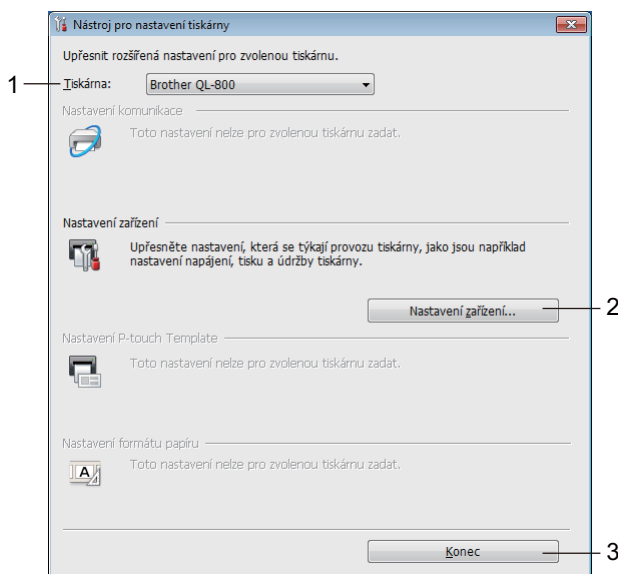 Nástroj pro nastavení tiskárny
Upřesnit rozšířená nastavení pro zvolenou tiskárnu.
1
Tiskárna:
Brother QL-800
Nastavení komunikace
Toto nastavení nelze pro zvolenou tiskárnu zadat.
Nastavení zařízení
Upřesněte nastavení, která se týkají provozu tiskárny, jako jsou například
nastavení napájení, tisku a údržby tiskárny.
Nastavení zařízení...
2
Nastavení P-touch Template
Toto nastavení nelze pro zvolenou tiskárnu zadat.
Nastavení formátu papíru
A
Toto nastavení nelze pro zvolenou tiskárnu zadat.
Konec
3